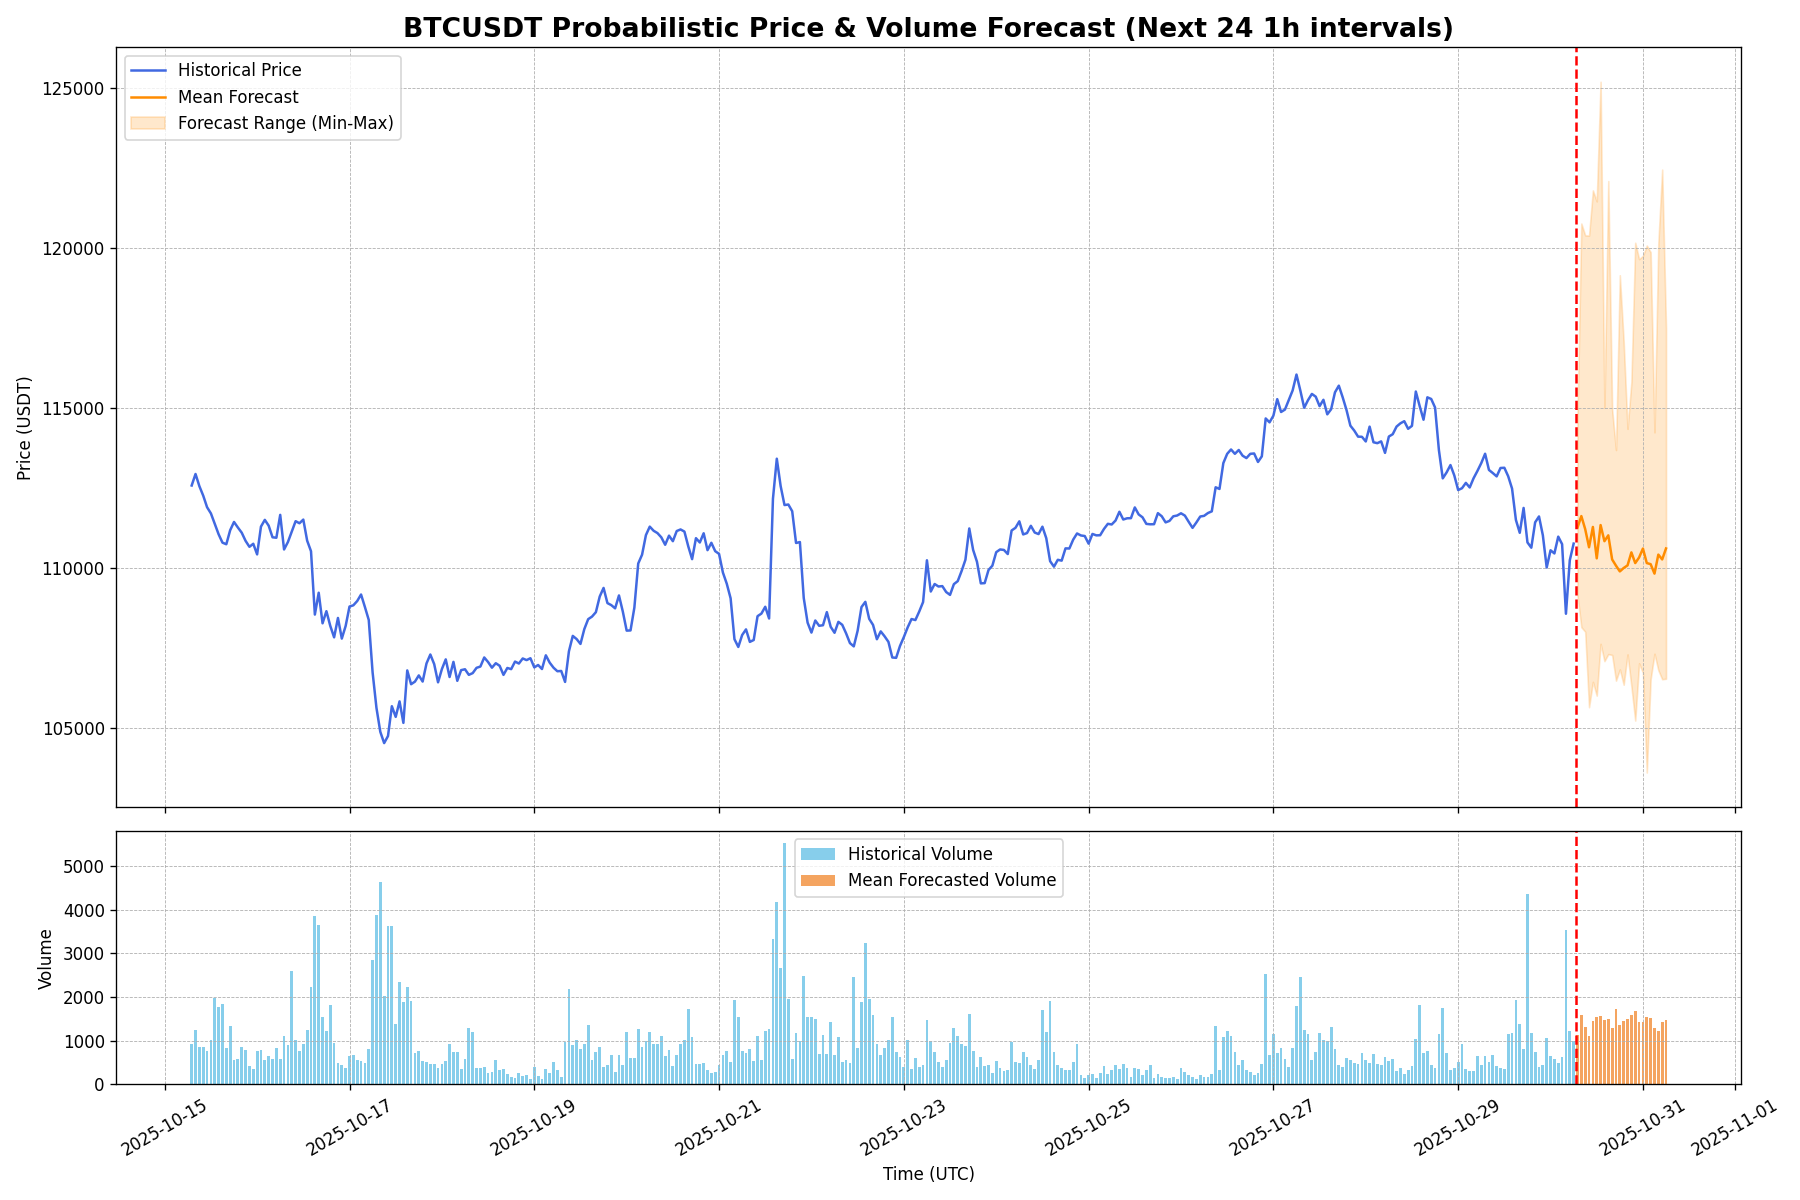 BTCUSDT Probabilistic Price & Volume Forecast (Next 24 1h intervals)
Historical Price
Mean Forecast
Forecast Range (Min-Max)
Price (USDT)
125000
120000
115000
110000
105000
Historical Volume
Mean Forecasted Volume
Volume
5000
4000
3000
2000
1000
0
2025-10-15
2025-10-17
2025-10-19
2025-10-21
2025-10-23
2025-10-25
2025-10-27
2025-10-29
2025-10-31
2025-11-01
Time (UTC)